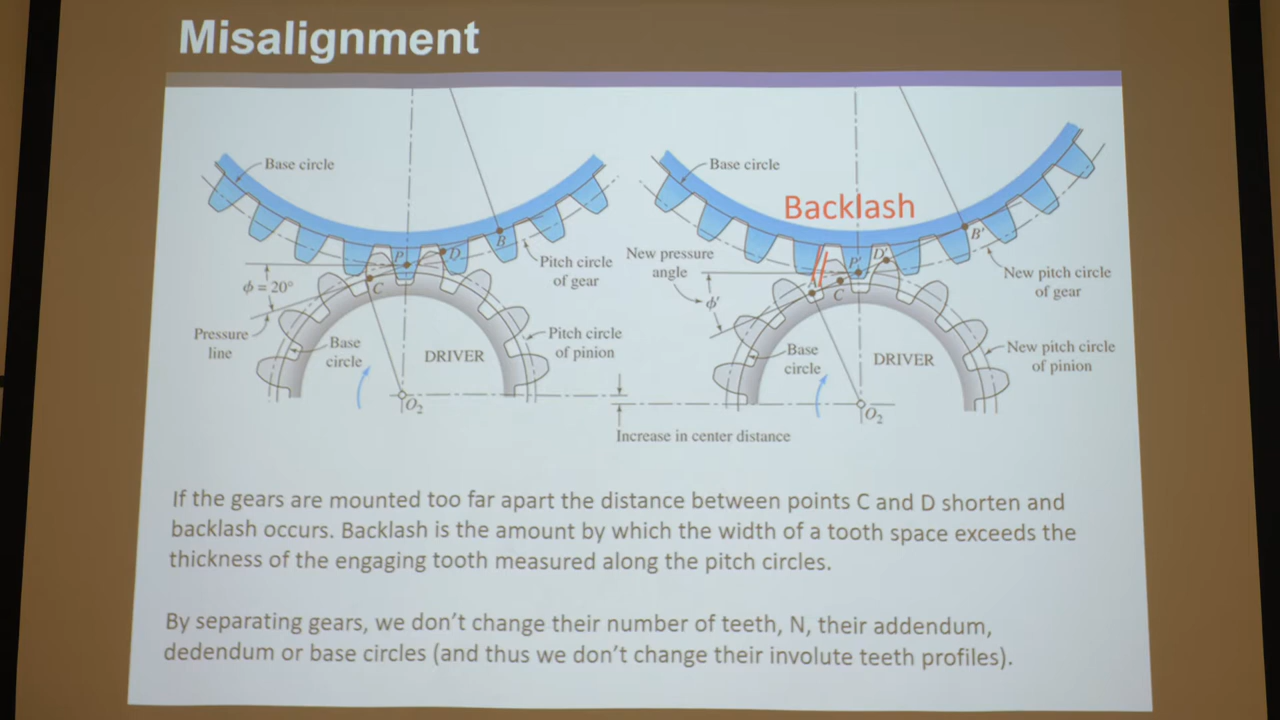 Misalignment
Base circle
P
D
B
C
ϕ = 20°
Pitch circle
of gear
Pressure
line
Base
circle
DRIVER
Pitch circle
of pinion
O₂
Increase in center distance
Base circle
Backlash
New pressure
angle
ϕ'
P'
D'
B'
A'
C
New pitch circle
of gear
Base
circle
DRIVER
New pitch circle
of pinion
O₂
If the gears are mounted too far apart the distance between points C and D shorten and
backlash occurs. Backlash is the amount by which the width of a tooth space exceeds the
thickness of the engaging tooth measured along the pitch circles.
By separating gears, we don't change their number of teeth, N, their addendum,
dedendum or base circles (and thus we don't change their involute teeth profiles).